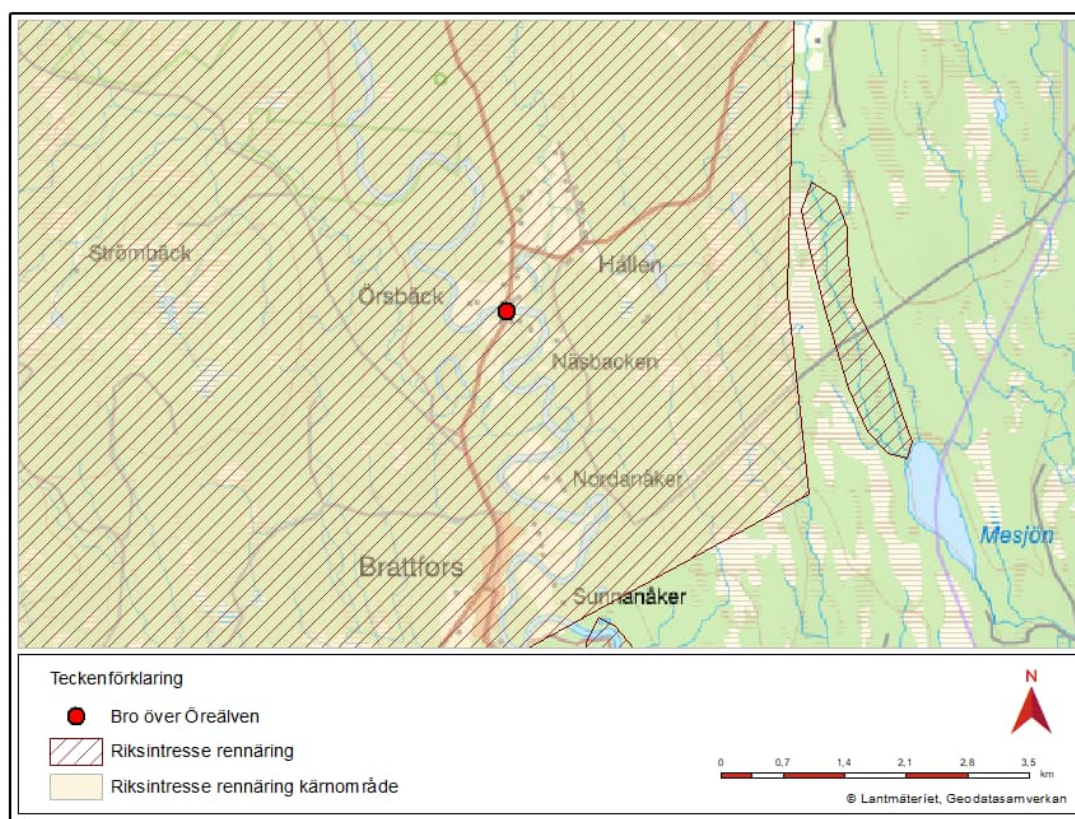 Strömbäck
Hållen
Örsbäck
Näsbacken
Nordanåker
Mesjön
Brattfors
Sunnanåker
Teckenförklaring
Bro över Öreälven
Riksintresse rennäring
Riksintresse rennäring kärnområde
N
0 0,7 1,4 2,1 2,8 3,5
km
© Lantmäteriet, Geodatasamverkan